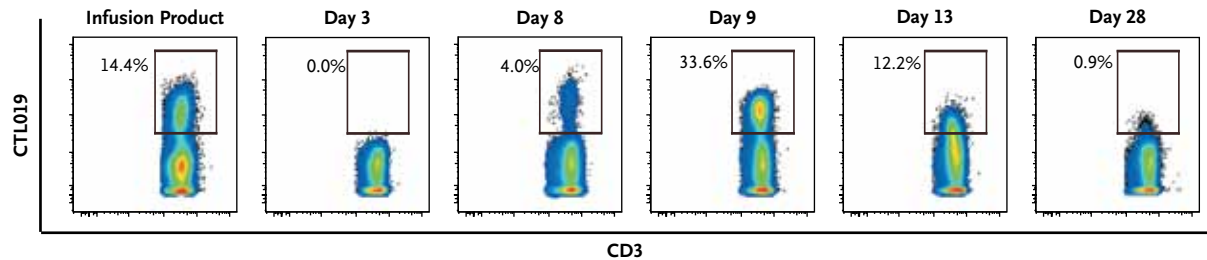 Infusion Product Day 3 Day 8 Day 9 Day 13 Day 28
14.4% 0.0% 4.0% 33.6% 12.2% 0.9%
CTL019
CD3